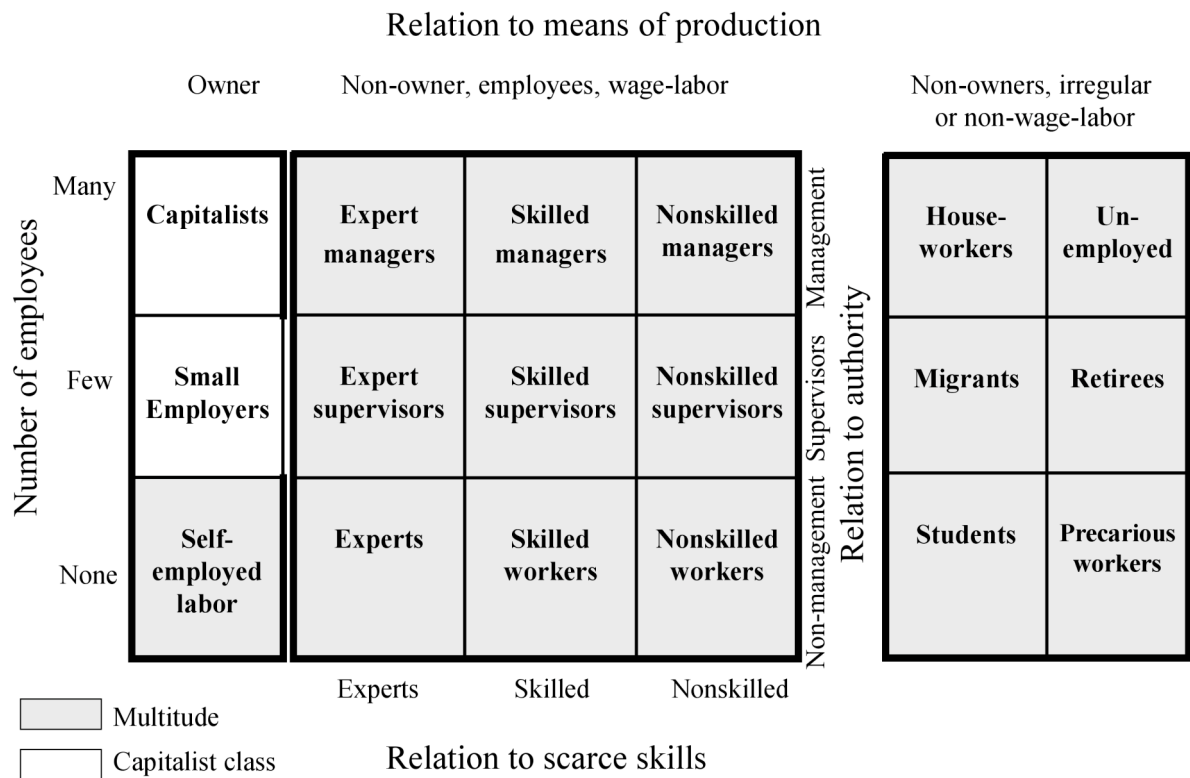 Relation to means of production
Owner
Non-owner, employees, wage-labor
Non-owners, irregular
or non-wage-labor
Number of employees
Many
Few
None
Capitalists
Expert
managers
Skilled
managers
Nonskilled
managers
Small
Employers
Expert
supervisors
Skilled
supervisors
Nonskilled
supervisors
Self-
employed
labor
Experts
Skilled
workers
Nonskilled
workers
Management
Supervisors
Non-management
Relation to authority
House-
workers
Un-
employed
Migrants
Retirees
Students
Precarious
workers
Experts
Skilled
Nonskilled
Relation to scarce skills
Multitude
Capitalist class